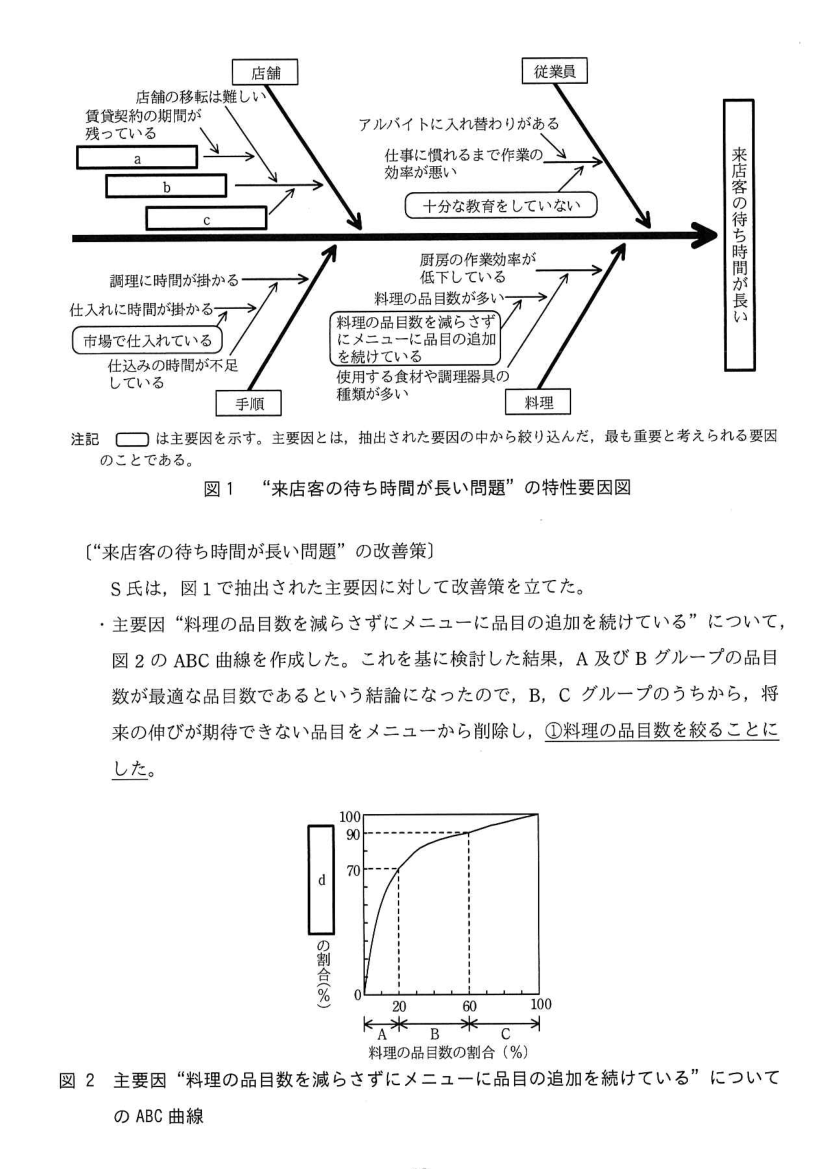 店舗
従業員
店舗の移転は難しい
賃貸契約の期間が
残っている
a
b
c
アルバイトに入れ替わりがある
仕事に慣れるまで作業の
効率が悪い
十分な教育をしていない
来店客の待ち時間が長い
調理に時間が掛かる
仕入れに時間が掛かる
市場で仕入れている
仕込みの時間が不足
している
手順
厨房の作業効率が
低下している
料理の品目数が多い
料理の品目数を減らさず
にメニューに品目の追加
を続けている
使用する食材や調理器具の
種類が多い
料理
注記 は主要因を示す。主要因とは，抽出された要因の中から絞り込んだ，最も重要と考えられる要因
のことである。
図1 “来店客の待ち時間が長い問題”の特性要因図
〔“来店客の待ち時間が長い問題”の改善策〕
S氏は，図1で抽出された主要因に対して改善策を立てた。
・主要因“料理の品目数を減らさずにメニューに品目の追加を続けている”について，
図2のABC曲線を作成した。これを基に検討した結果，A及びBグループの品目
数が最適な品目数であるという結論になったので，B，Cグループのうちから，将
来の伸びが期待できない品目をメニューから削除し，①料理の品目数を絞ることに
した。
100
90
70
0
d
の割合(%)
20 60 100
A B C
料理の品目数の割合（%）
図2 主要因“料理の品目数を減らさずにメニューに品目の追加を続けている”について
のABC曲線